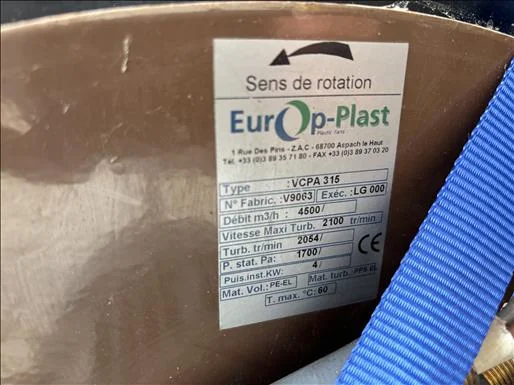 Sens de rotation
EurOp-Plast
Plastic Fans
1 Rue Des Pins - Z.A.C - 68700 Aspach le Haut
Tél. +33 (0)3 89 35 71 80 - FAX +33 (0)3 89 37 03 20
Type :VCPA 315
N° Fabric. :V9063 Exéc. :LG 000
Débit m3/h : 4500/
Vitesse Maxi Turb. 2100 tr/min
Turb. tr/min 2054/
P. stat. Pa: 1700/
Puis.inst.KW: 4/
Mat. Vol.:PE-EL Mat. turb.:PPS-EL
T. max. °C:60
CE